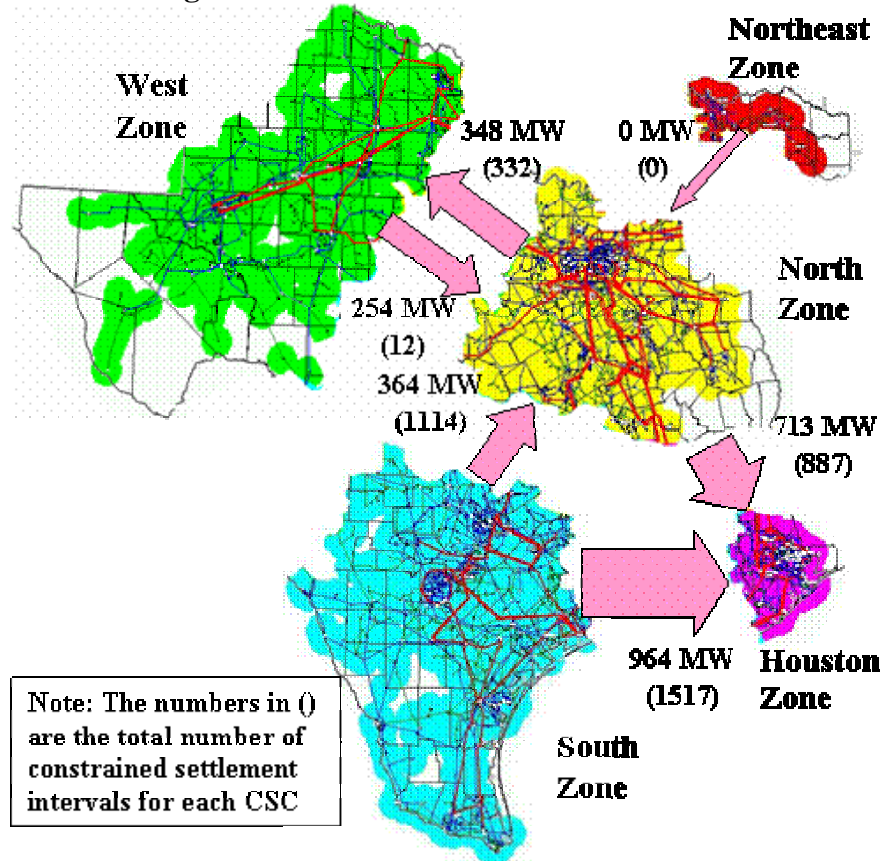 West
Zone
Northeast
Zone
348 MW
(332)
0 MW
(0)
North
Zone
254 MW
(12)
364 MW
(1114)
713 MW
(887)
964 MW
(1517)
Houston
Zone
South
Zone
Note: The numbers in ()
are the total number of
constrained settlement
intervals for each CSC